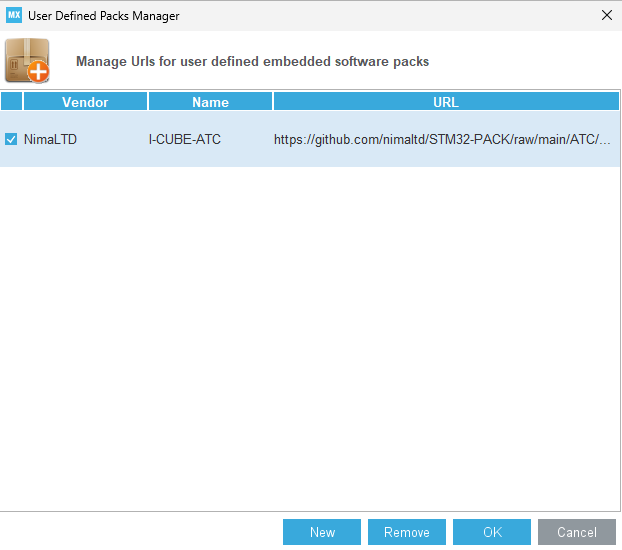 MX User Defined Packs Manager
Manage Urls for user defined embedded software packs
Vendor Name URL
NimaLTD I-CUBE-ATC https://github.com/nimaltd/STM32-PACK/raw/main/ATC/...
New Remove OK Cancel